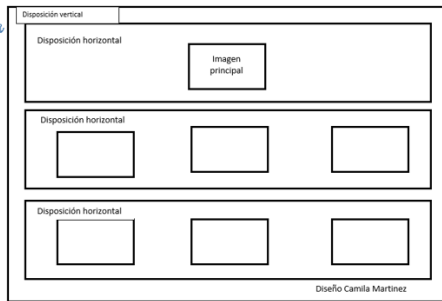 Disposición vertical
Disposición horizontal
Imagen
principal
Disposición horizontal
Disposición horizontal
Diseño Camila Martinez